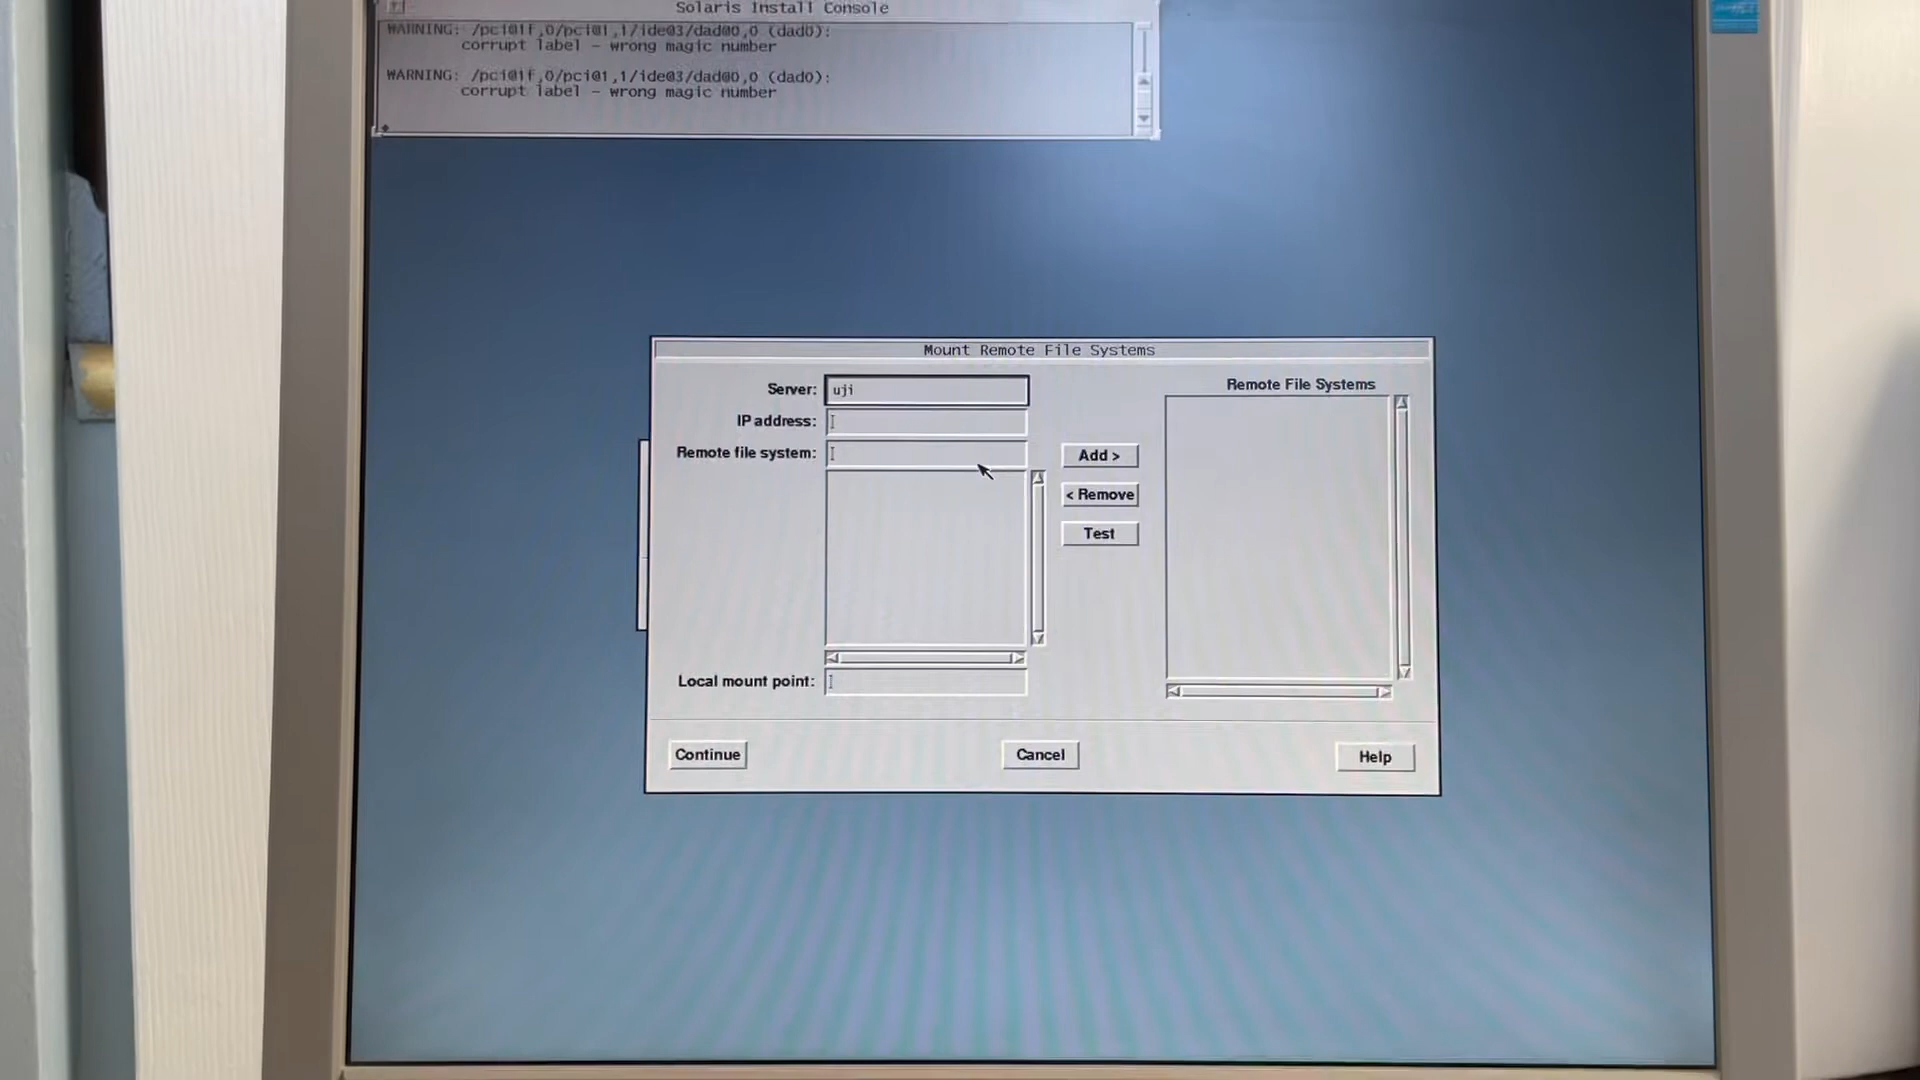 Solaris Install Console
WARNING: /pci@1f,0/pci@1,1/ide@3/dad@0,0 (dad0):
corrupt label - wrong magic number
WARNING: /pci@1f,0/pci@1,1/ide@3/dad@0,0 (dad0):
corrupt label - wrong magic number
Mount Remote File Systems
Server: uji
IP address:
Remote file system:
Local mount point:
Add >
< Remove
Test
Remote File Systems
Continue
Cancel
Help